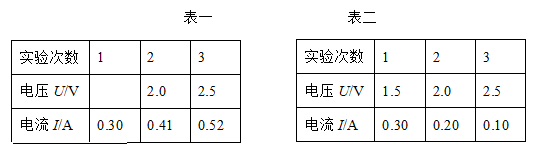 表一 表二
实验次数 1 2 3
电压 U/V 2.0 2.5
电流 I/A 0.30 0.41 0.52
实验次数 1 2 3
电压 U/V 1.5 2.0 2.5
电流 I/A 0.30 0.20 0.10